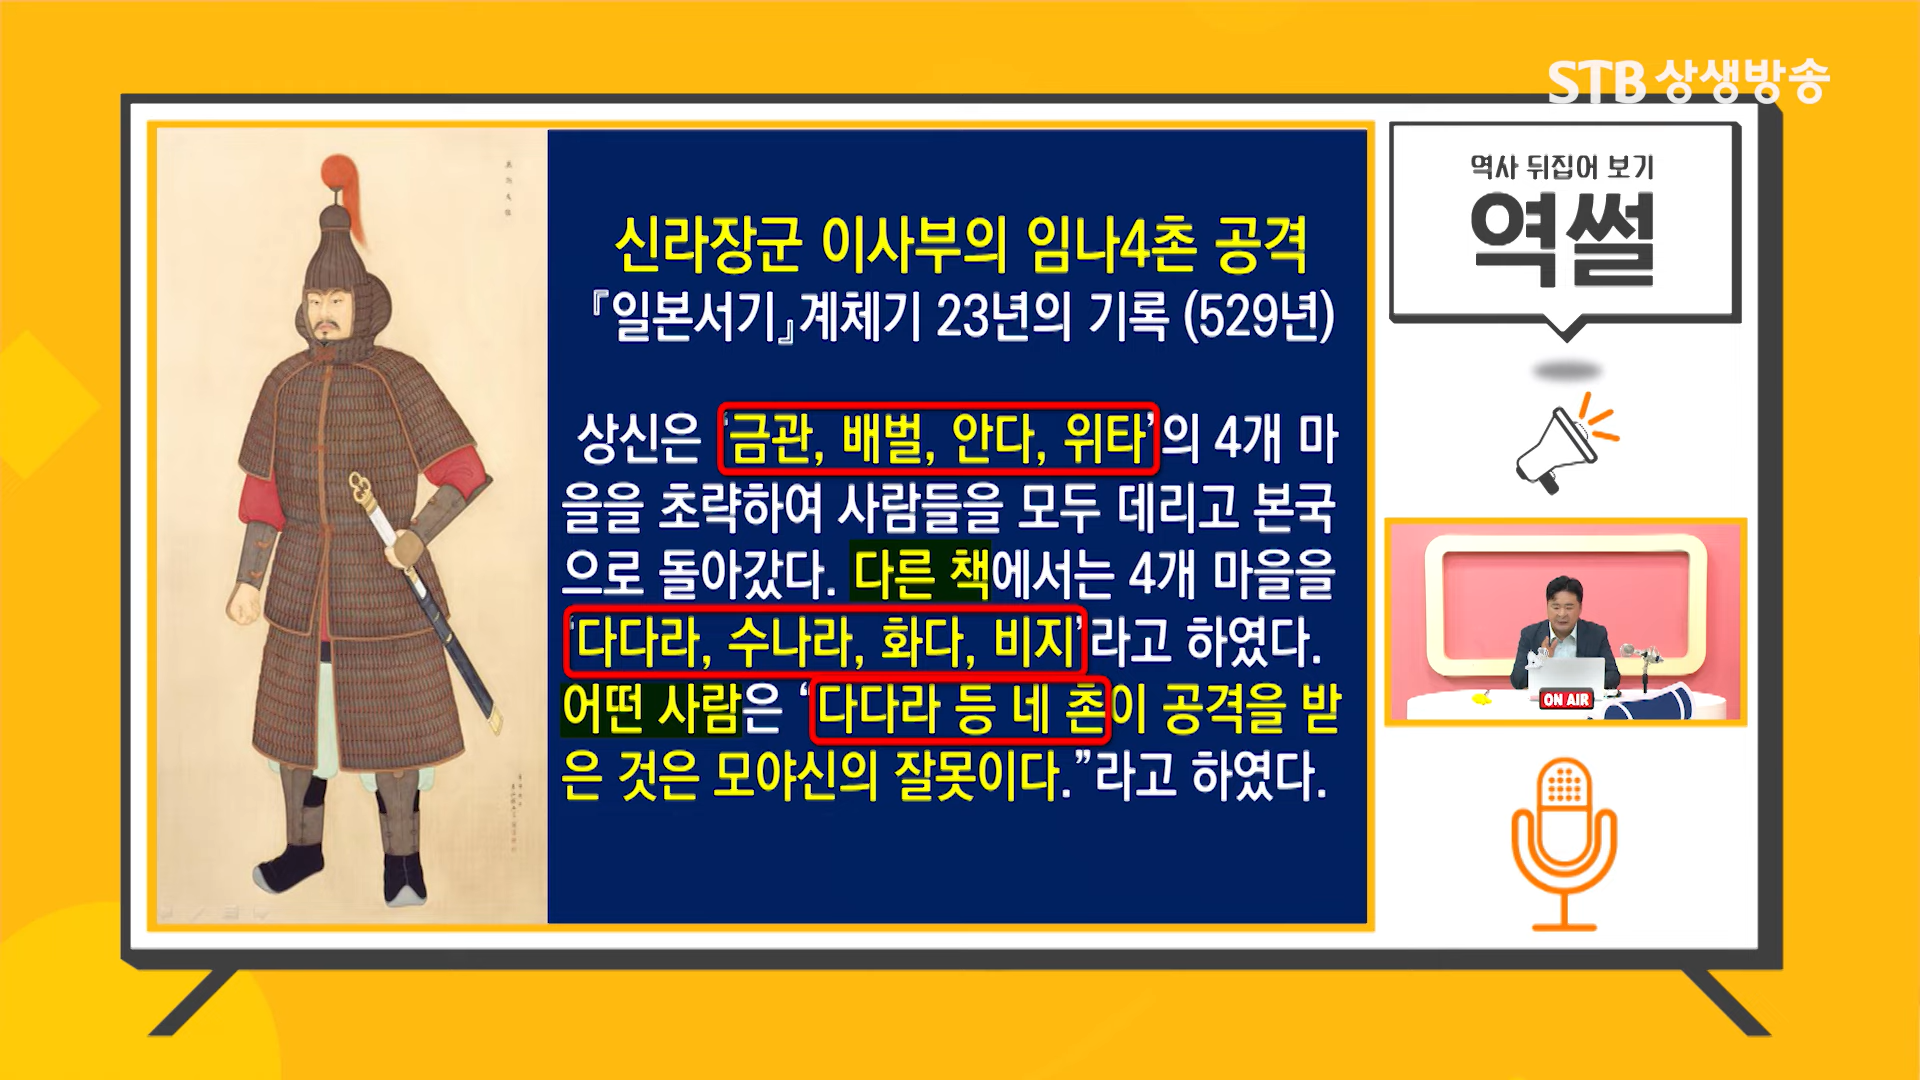 STB 상생방송
역사 뒤집어 보기
역썰
신라장군 이사부의 임나4촌 공격
『일본서기』계체기 23년의 기록 (529년)
상신은 ‘금관, 배벌, 안다, 위타’의 4개 마
을을 초략하여 사람들을 모두 데리고 본국
으로 돌아갔다. 다른 책에서는 4개 마을을
‘다다라, 수나라, 화다, 비지’라고 하였다.
어떤 사람은 “다다라 등 네 촌이 공격을 받
은 것은 모야신의 잘못이다.”라고 하였다.
ON AIR